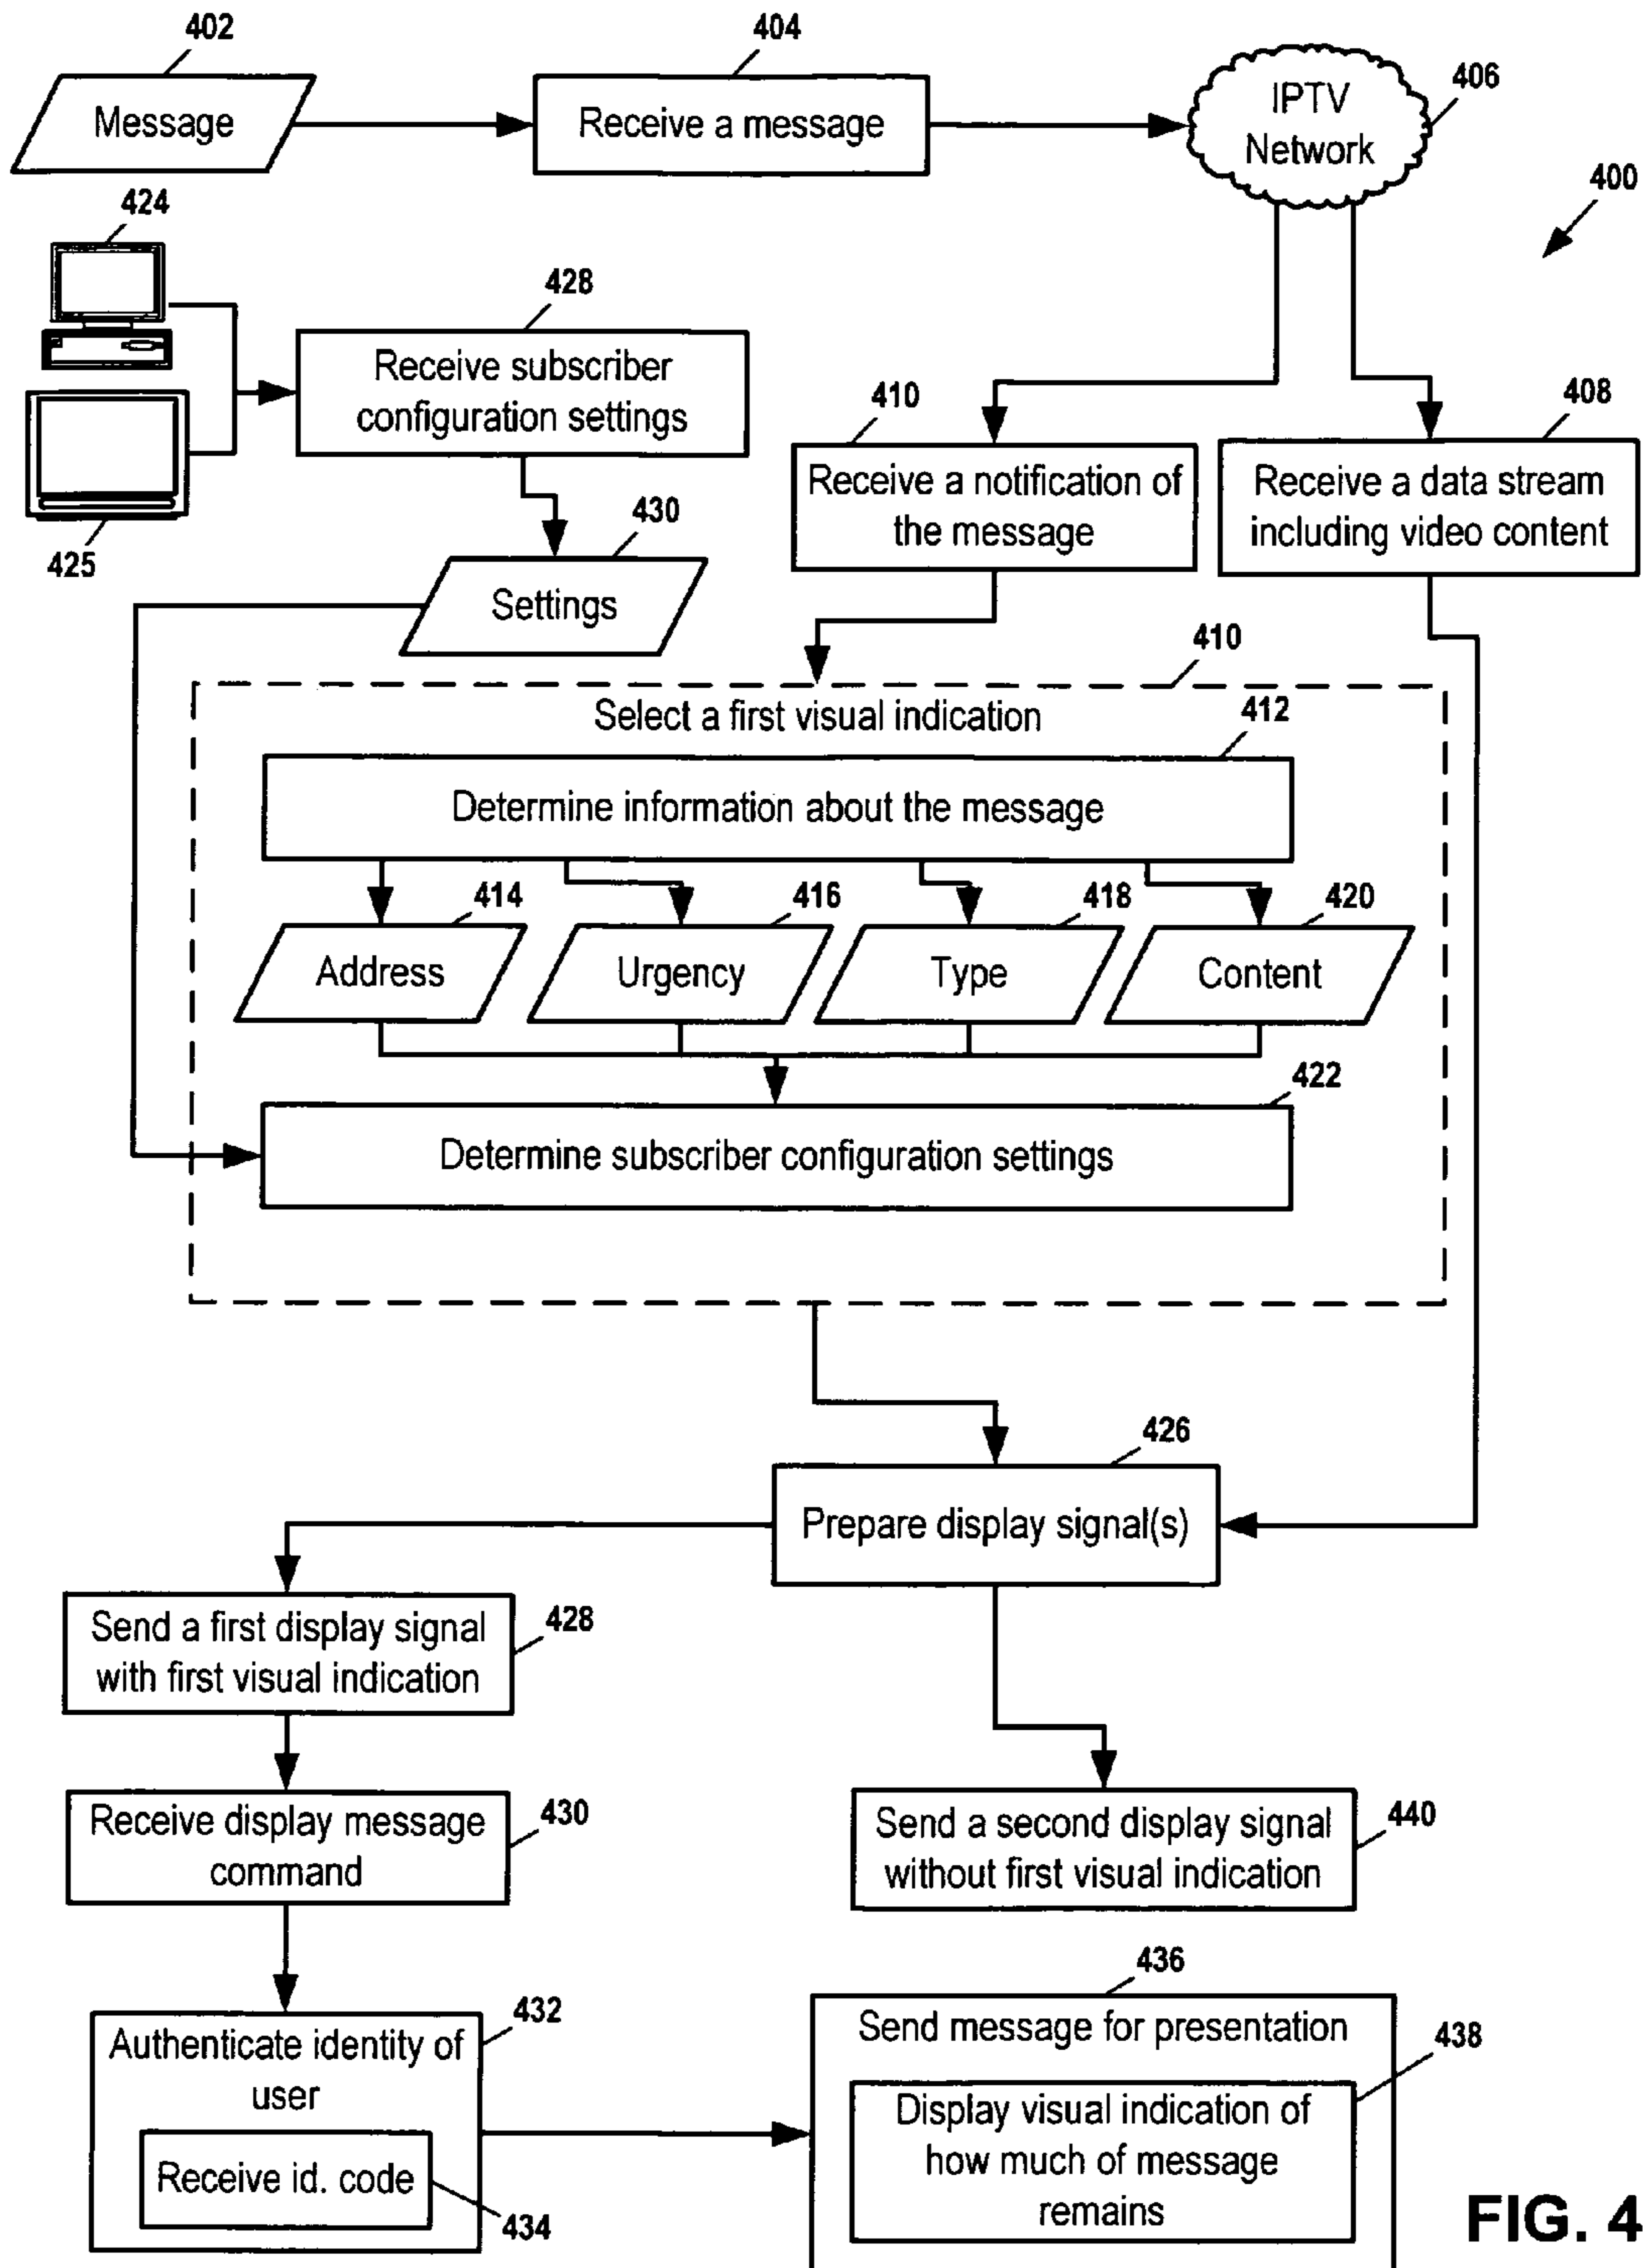 402
404
Message
Receive a message
IPTV
Network
406
400
424
428
Receive subscriber
configuration settings
425
410
Receive a notification of
the message
408
Receive a data stream
including video content
430
Settings
410
Select a first visual indication
412
Determine information about the message
414
416
418
420
Address
Urgency
Type
Content
422
Determine subscriber configuration settings
426
Prepare display signal(s)
Send a first display signal
with first visual indication
428
Receive display message
command
430
Send a second display signal
without first visual indication
440
432
Authenticate identity of
user
Receive id. code
434
436
Send message for presentation
438
Display visual indication of
how much of message
remains
FIG. 4